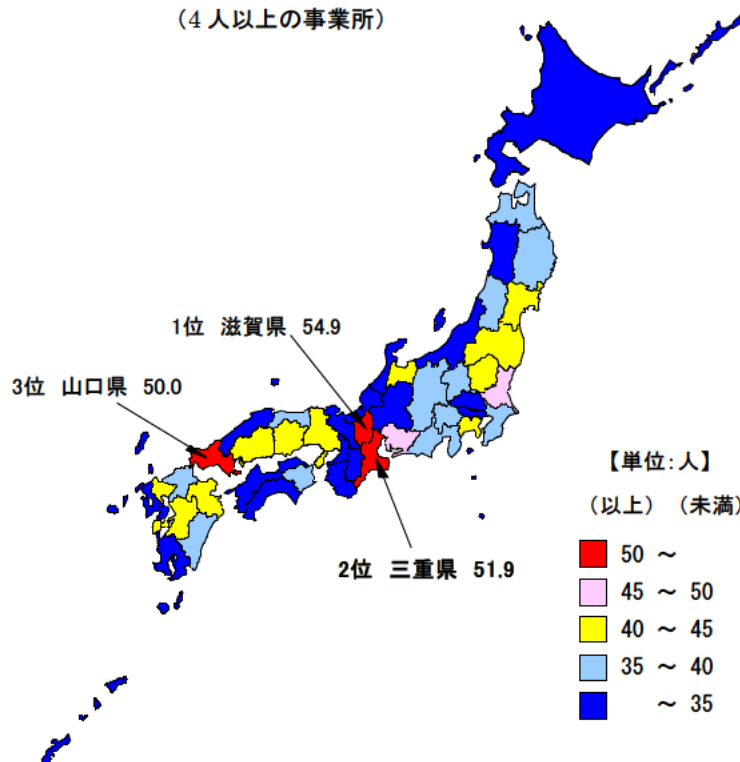 (4人以上の事業所)
1位 滋賀県 54.9
3位 山口県 50.0
2位 三重県 51.9
【単位:人】
(以上) (未満)
50 ～
45 ～ 50
40 ～ 45
35 ～ 40
～ 35